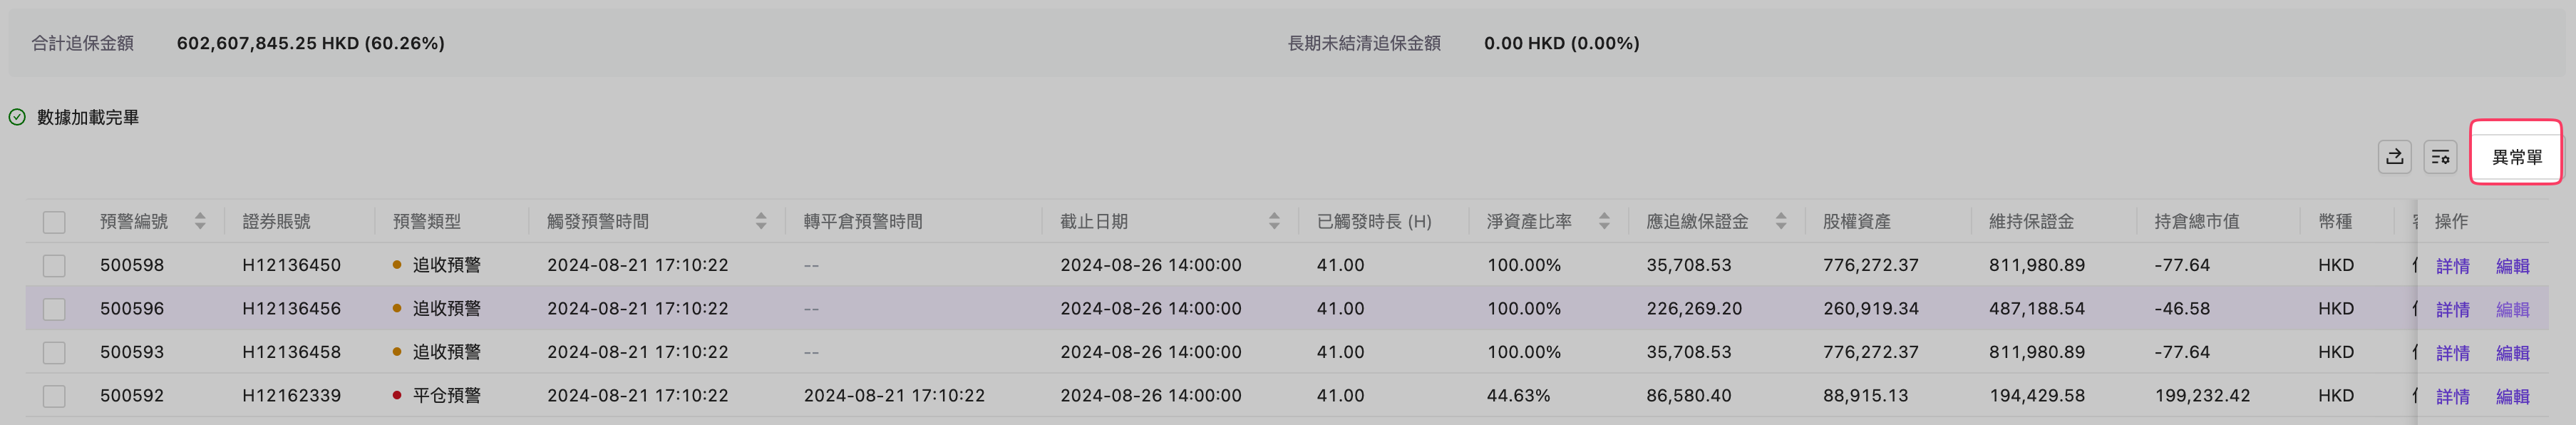 合計追保金額 602,607,845.25 HKD (60.26%) 長期未結清追保金額 0.00 HKD (0.00%)
數據加載完畢
異常單
預警編號 證券賬號 預警類型 觸發預警時間 轉平倉預警時間 截止日期 已觸發時長 (H) 淨資產比率 應追繳保證金 股權資產 維持保證金 持倉總市值 幣種 操作
500598 H12136450 追收預警 2024-08-21 17:10:22 -- 2024-08-26 14:00:00 41.00 100.00% 35,708.53 776,272.37 811,980.89 -77.64 HKD 詳情 編輯
500596 H12136456 追收預警 2024-08-21 17:10:22 -- 2024-08-26 14:00:00 41.00 100.00% 226,269.20 260,919.34 487,188.54 -46.58 HKD 詳情 編輯
500593 H12136458 追收預警 2024-08-21 17:10:22 -- 2024-08-26 14:00:00 41.00 100.00% 35,708.53 776,272.37 811,980.89 -77.64 HKD 詳情 編輯
500592 H12162339 平仓預警 2024-08-21 17:10:22 2024-08-21 17:10:22 2024-08-26 14:00:00 41.00 44.63% 86,580.40 88,915.13 194,429.58 199,232.42 HKD 詳情 編輯